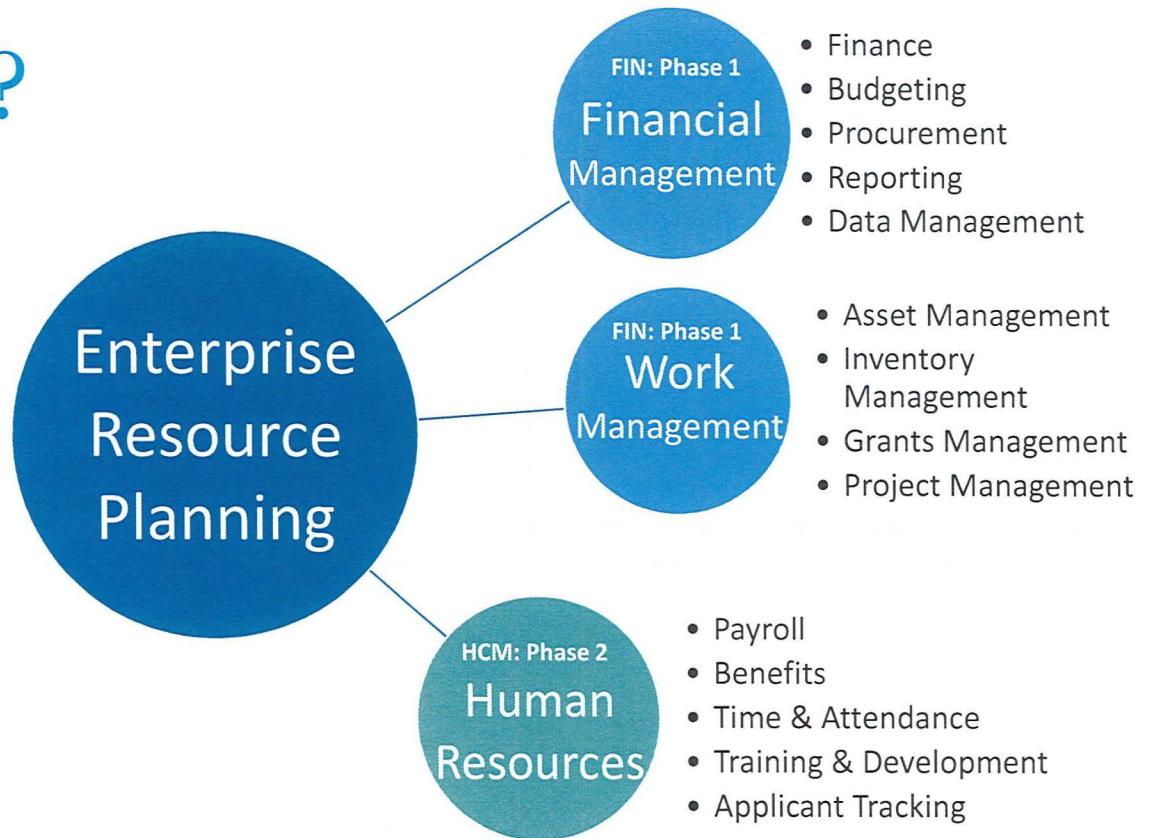 ?
Enterprise
Resource
Planning
FIN: Phase 1
Financial
Management
• Finance
• Budgeting
• Procurement
• Reporting
• Data Management
FIN: Phase 1
Work
Management
• Asset Management
• Inventory
Management
• Grants Management
• Project Management
HCM: Phase 2
Human
Resources
• Payroll
• Benefits
• Time & Attendance
• Training & Development
• Applicant Tracking